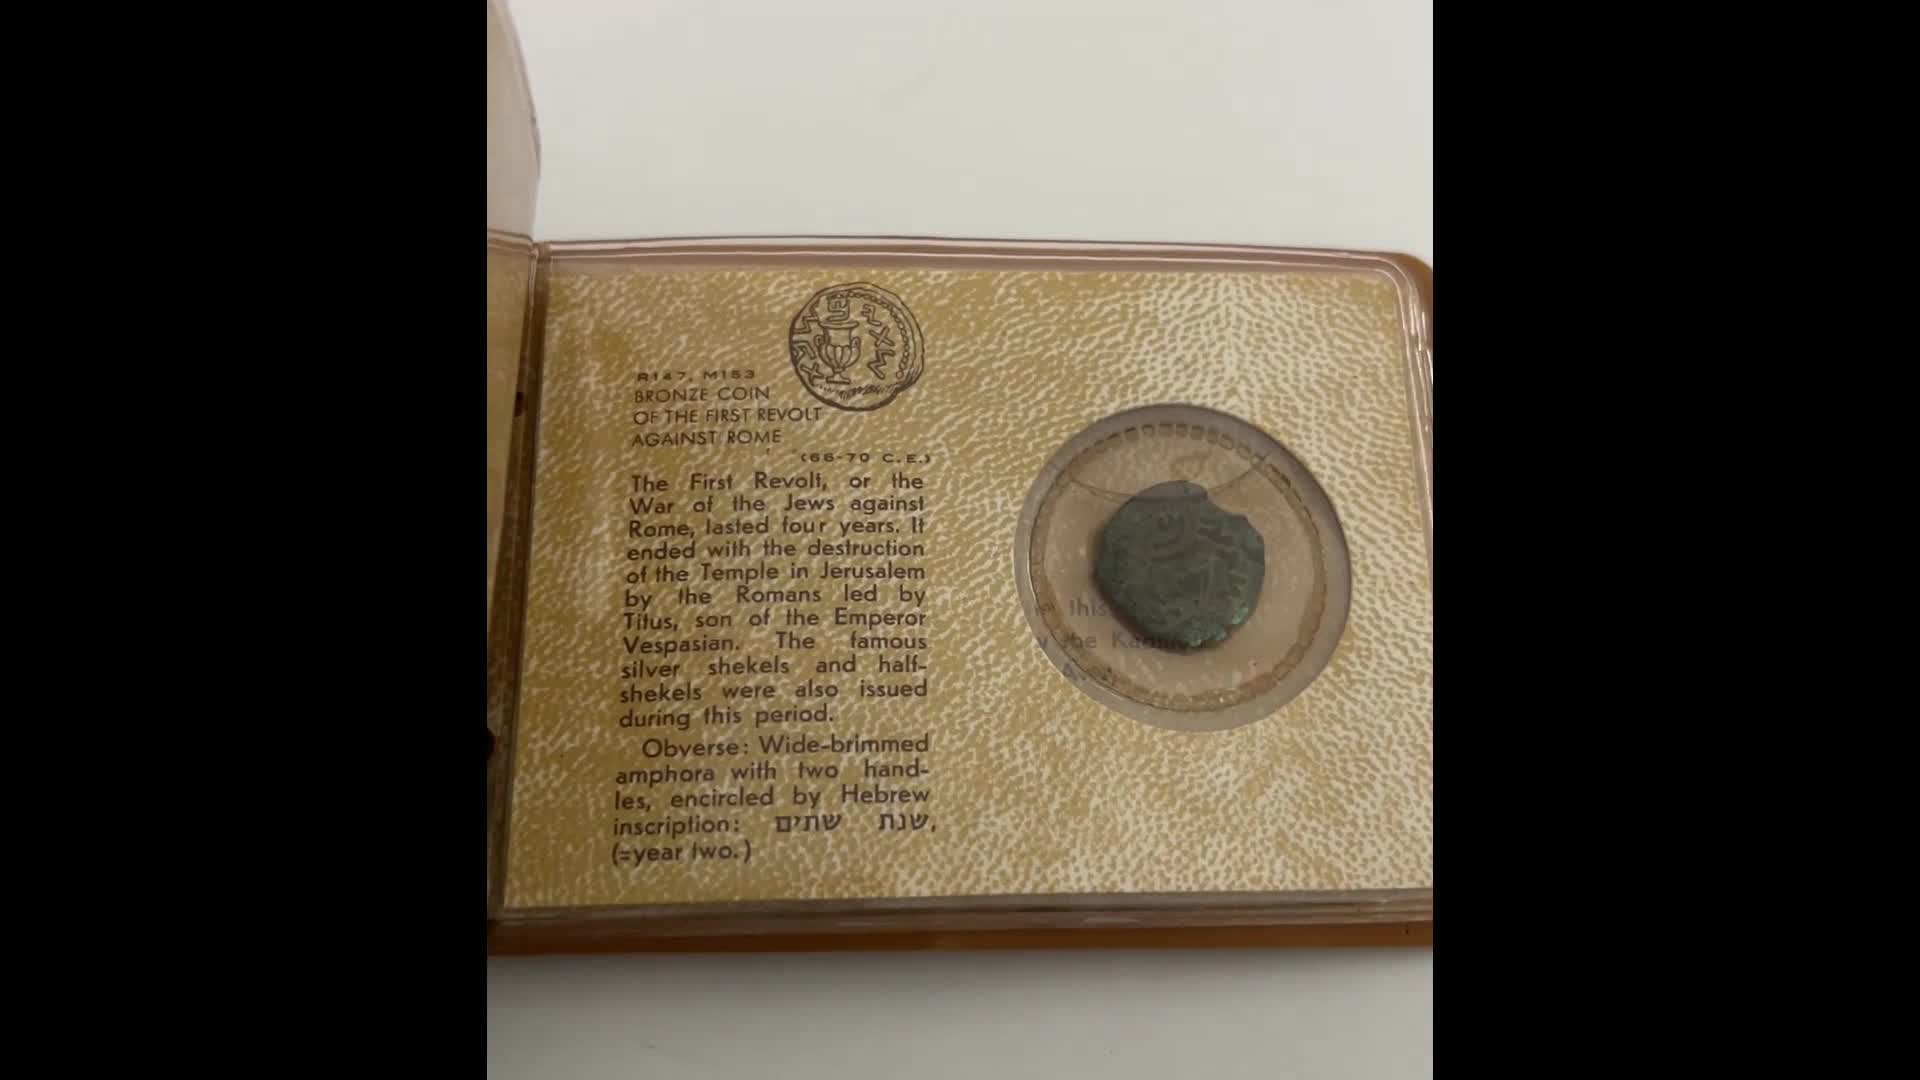 R147, M153
BRONZE COIN
OF THE FIRST REVOLT
AGAINST ROME
(66-70 C.E.)
The First Revolt, or the
War of the Jews against
Rome, lasted four years. It
ended with the destruction
of the Temple in Jerusalem
by the Romans led by
Titus, son of the Emperor
Vespasian. The famous
silver shekels and half-
shekels were also issued
during this period.
Obverse: Wide-brimmed
amphora with two hand-
les, encircled by Hebrew
inscription: שנת שתים,
(=year two.)
this
the